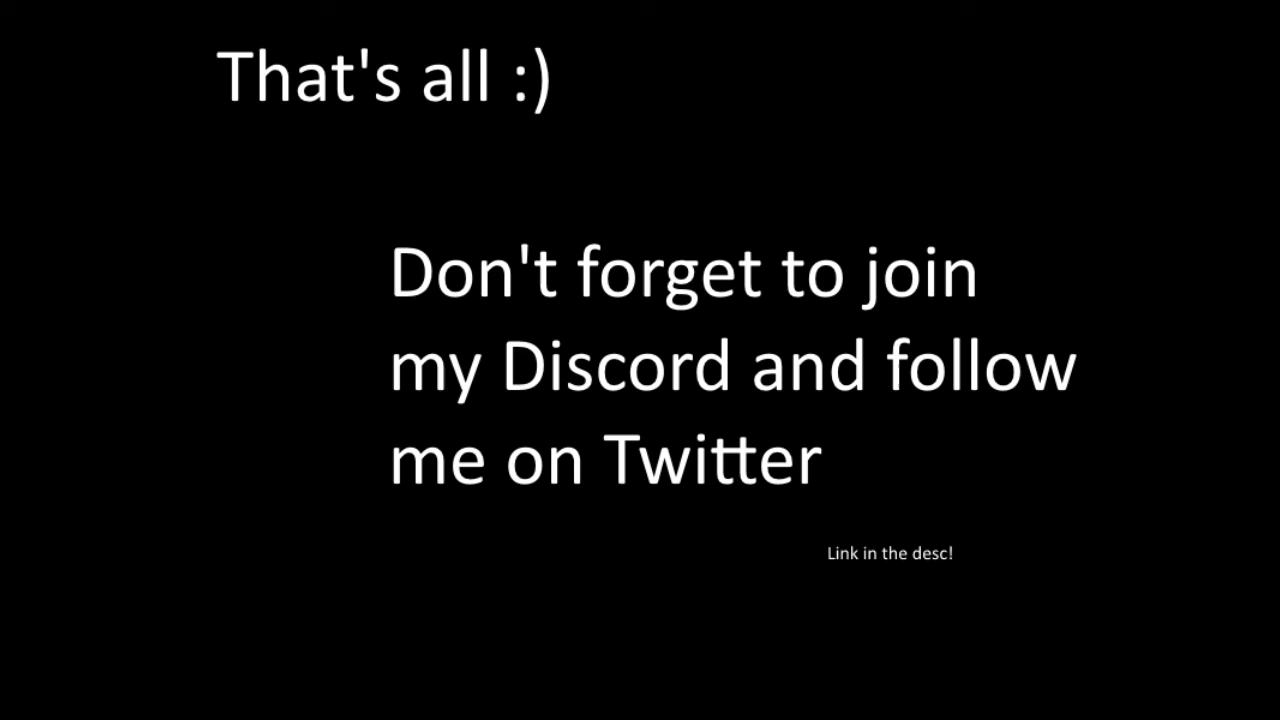 That's all :)
Don't forget to join
my Discord and follow
me on Twitter
Link in the desc!